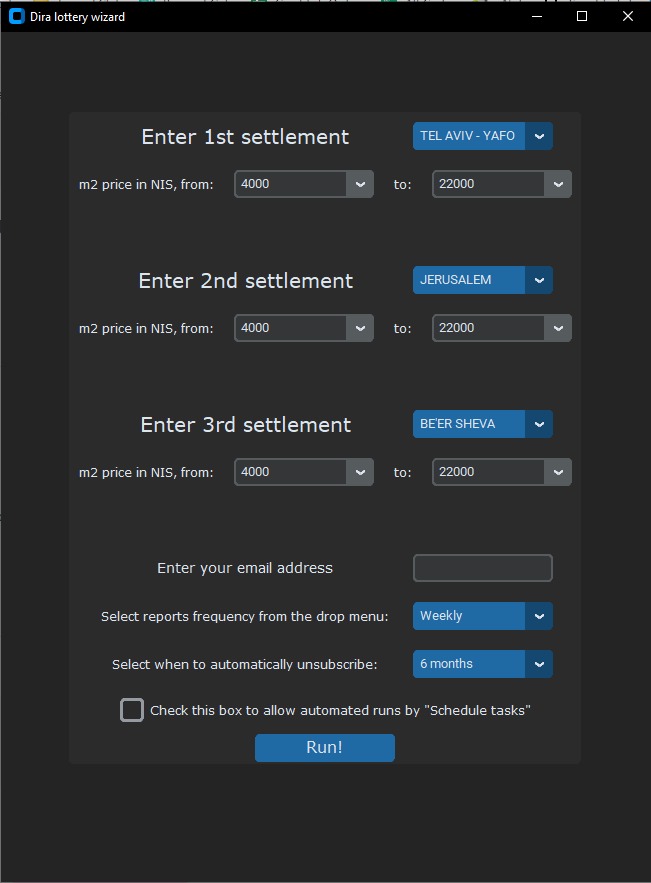 Dira lottery wizard
Enter 1st settlement TEL AVIV - YAFO
m2 price in NIS, from: 4000 to: 22000
Enter 2nd settlement JERUSALEM
m2 price in NIS, from: 4000 to: 22000
Enter 3rd settlement BE'ER SHEVA
m2 price in NIS, from: 4000 to: 22000
Enter your email address
Select reports frequency from the drop menu: Weekly
Select when to automatically unsubscribe: 6 months
Check this box to allow automated runs by "Schedule tasks"
Run!